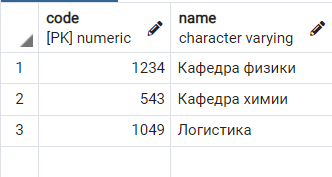 code name
[PK] numeric character varying
1 1234 Кафедра физики
2 543 Кафедра химии
3 1049 Логистика